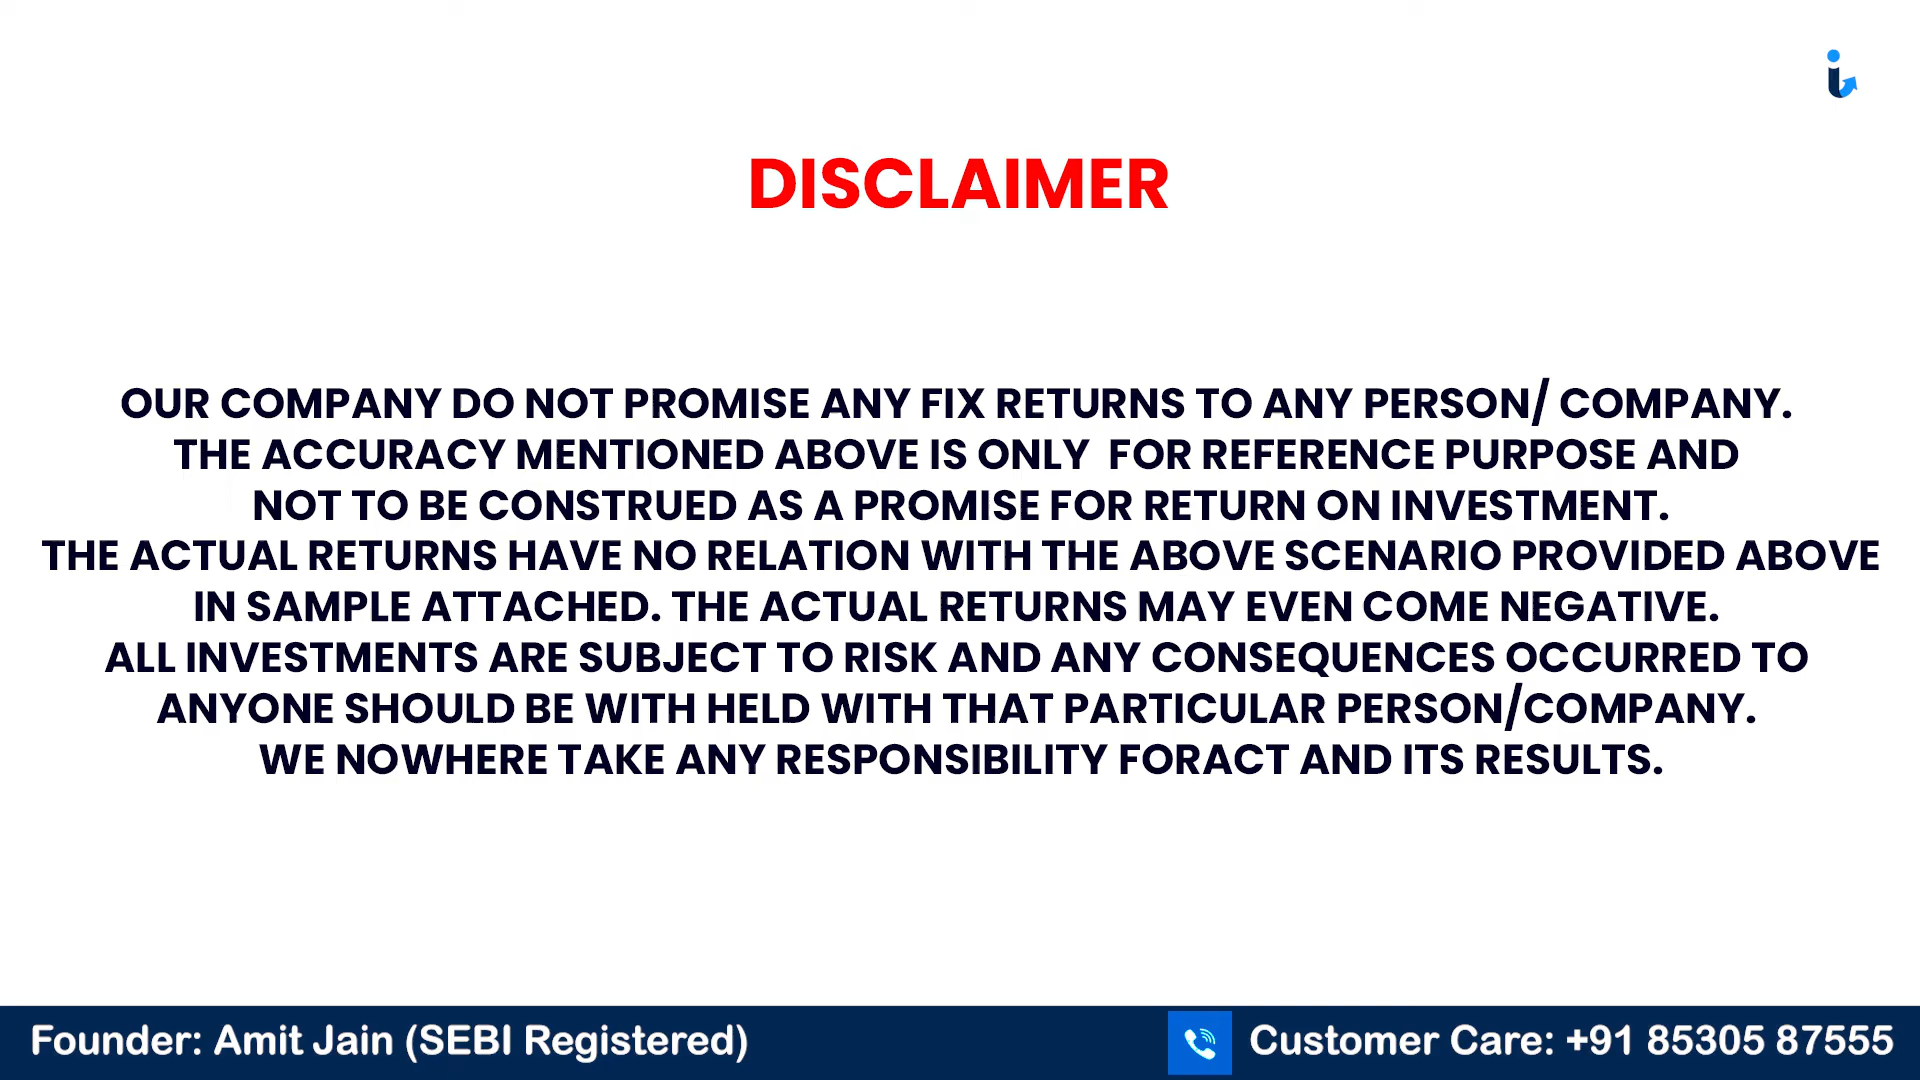 DISCLAIMER
OUR COMPANY DO NOT PROMISE ANY FIX RETURNS TO ANY PERSON/ COMPANY.
THE ACCURACY MENTIONED ABOVE IS ONLY  FOR REFERENCE PURPOSE AND
NOT TO BE CONSTRUED AS A PROMISE FOR RETURN ON INVESTMENT.
THE ACTUAL RETURNS HAVE NO RELATION WITH THE ABOVE SCENARIO PROVIDED ABOVE
IN SAMPLE ATTACHED. THE ACTUAL RETURNS MAY EVEN COME NEGATIVE.
ALL INVESTMENTS ARE SUBJECT TO RISK AND ANY CONSEQUENCES OCCURRED TO
ANYONE SHOULD BE WITH HELD WITH THAT PARTICULAR PERSON/COMPANY.
WE NOWHERE TAKE ANY RESPONSIBILITY FORACT AND ITS RESULTS.
Founder: Amit Jain (SEBI Registered)
Customer Care: +91 85305 87555